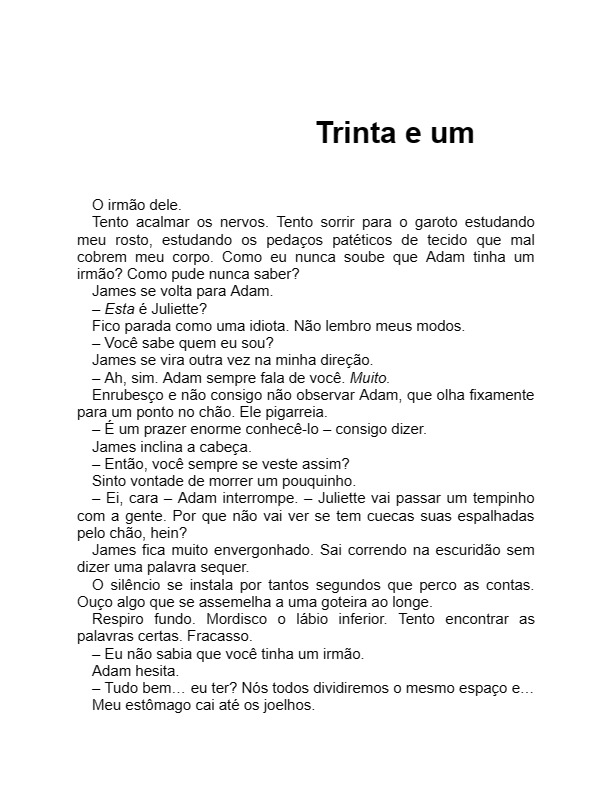 Trinta e um
O irmão dele.
Tento acalmar os nervos. Tento sorrir para o garoto estudando
meu rosto, estudando os pedaços patéticos de tecido que mal
cobrem meu corpo. Como eu nunca soube que Adam tinha um
irmão? Como pude nunca saber?
James se volta para Adam.
– Esta é Juliette?
Fico parada como uma idiota. Não lembro meus modos.
– Você sabe quem eu sou?
James se vira outra vez na minha direção.
– Ah, sim. Adam sempre fala de você. Muito.
Enrubesço e não consigo não observar Adam, que olha fixamente
para um ponto no chão. Ele pigarreia.
– É um prazer enorme conhecê-lo – consigo dizer.
James inclina a cabeça.
– Então, você sempre se veste assim?
Sinto vontade de morrer um pouquinho.
– Ei, cara – Adam interrompe. – Juliette vai passar um tempinho
com a gente. Por que não vai ver se tem cuecas suas espalhadas
pelo chão, hein?
James fica muito envergonhado. Sai correndo na escuridão sem
dizer uma palavra sequer.
O silêncio se instala por tantos segundos que perco as contas.
Ouço algo que se assemelha a uma goteira ao longe.
Respiro fundo. Mordisco o lábio inferior. Tento encontrar as
palavras certas. Fracasso.
– Eu não sabia que você tinha um irmão.
Adam hesita.
– Tudo bem… eu ter? Nós todos dividiremos o mesmo espaço e…
Meu estômago cai até os joelhos.